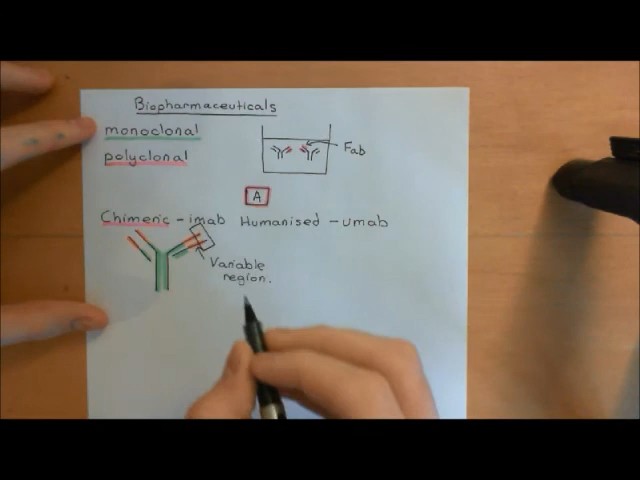 Biopharmaceuticals
monoclonal
polyclonal
Fab
A
Chimeric - imab Humanised - umab
Variable
region.